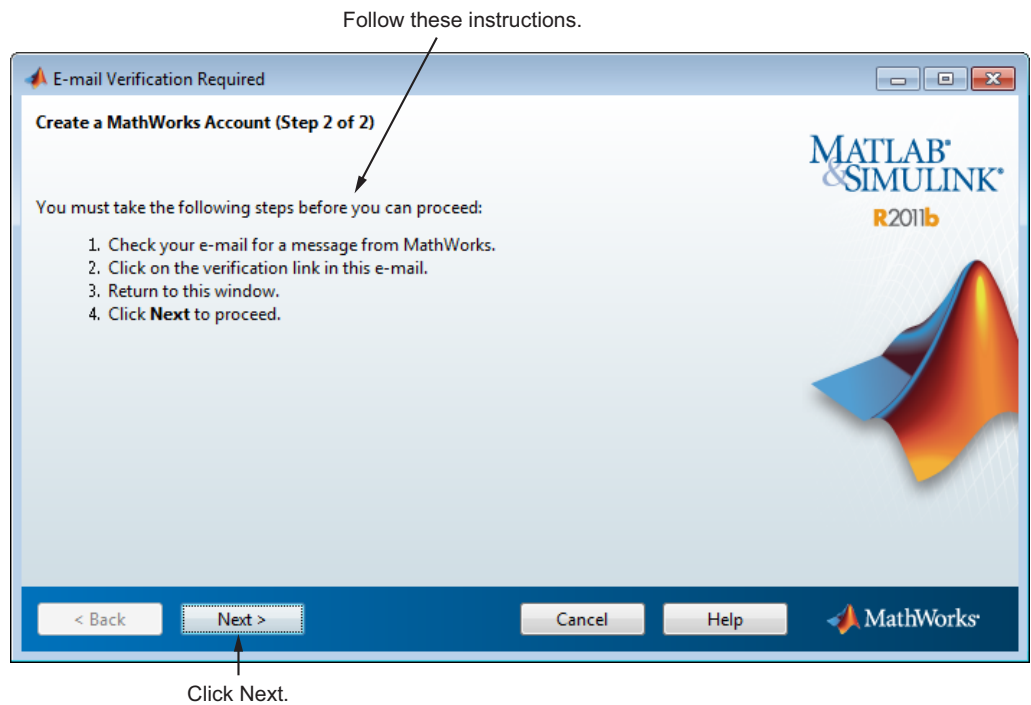 Follow these instructions.
E-mail Verification Required
Create a MathWorks Account (Step 2 of 2)
MATLAB®
&SIMULINK®
R2011b
You must take the following steps before you can proceed:
1. Check your e-mail for a message from MathWorks.
2. Click on the verification link in this e-mail.
3. Return to this window.
4. Click Next to proceed.
< Back
Next >
Cancel
Help
MathWorks®
Click Next.